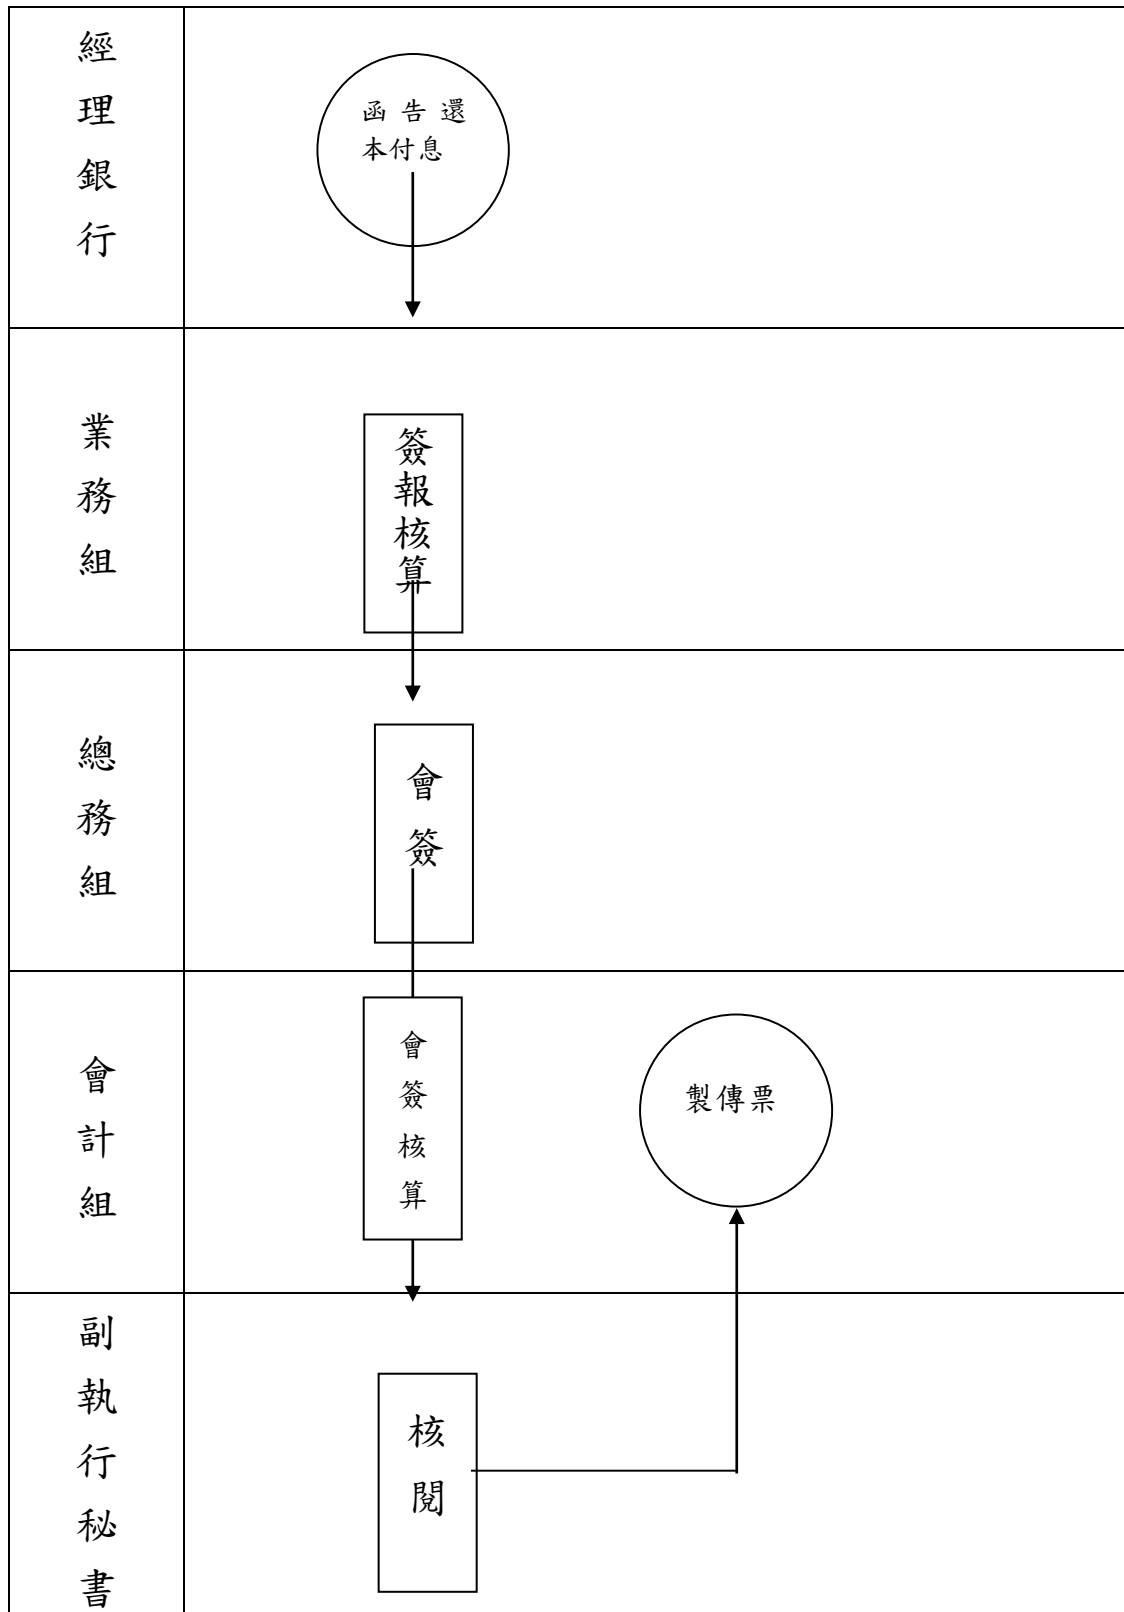 經理銀行
函告還
本付息
業務組
簽報核算
總務組
會簽
會計組
會簽核算
製傳票
副執行秘書
核閱